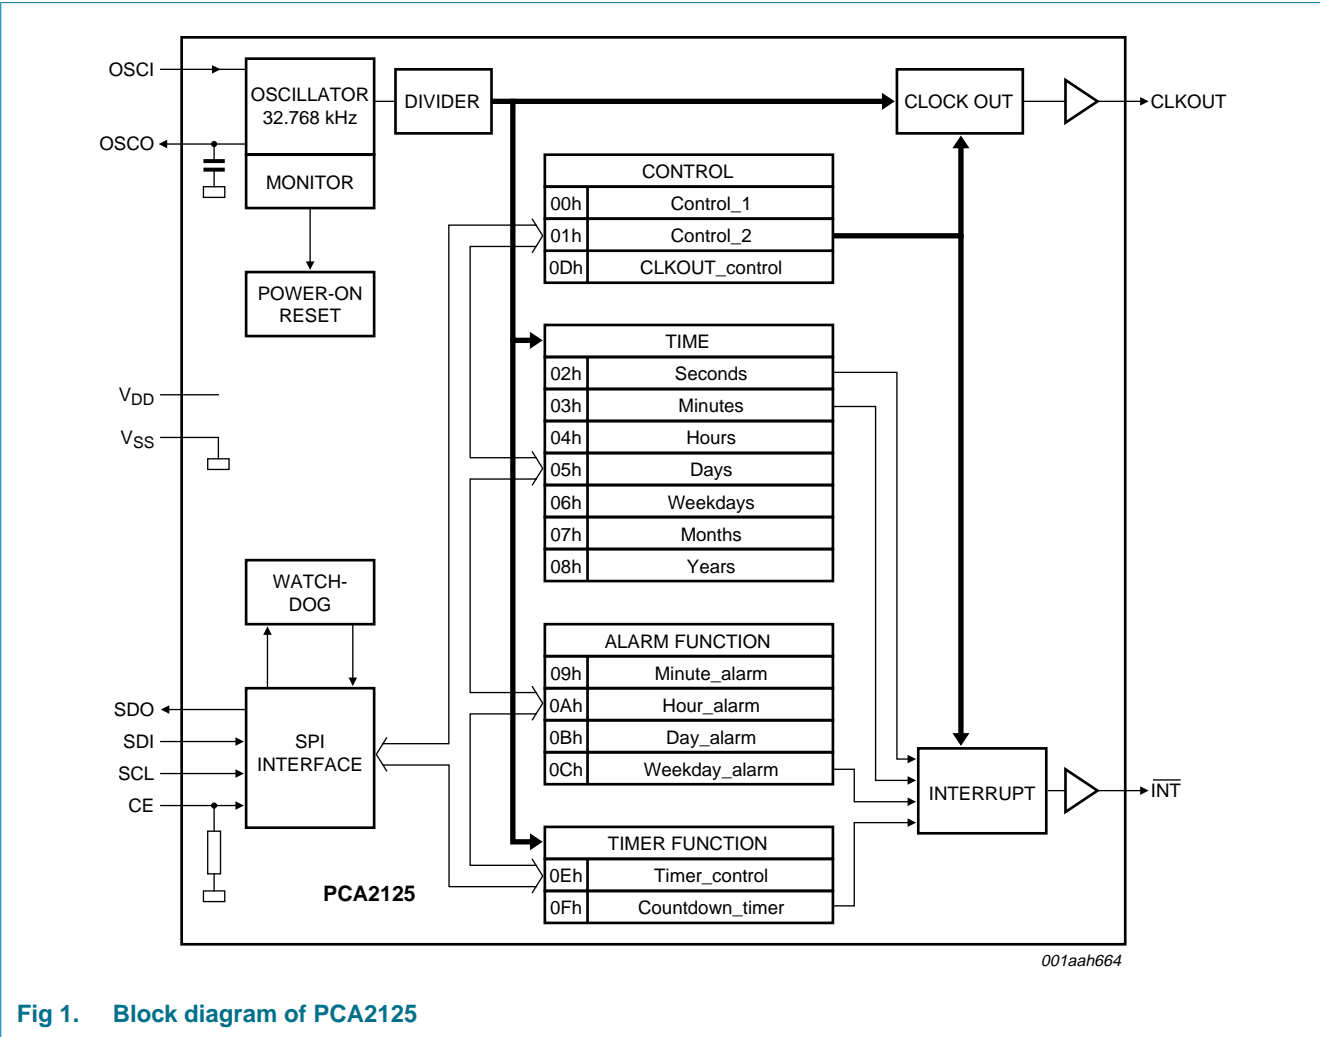 OSCI
OSCO
OSCILLATOR
32.768 kHz
MONITOR
DIVIDER
CLOCK OUT
CLKOUT
POWER-ON
RESET
CONTROL
00h Control_1
01h Control_2
0Dh CLKOUT_control
TIME
02h Seconds
03h Minutes
04h Hours
05h Days
06h Weekdays
07h Months
08h Years
VDD
VSS
WATCH-
DOG
SDO
SDI
SCL
CE
SPI
INTERFACE
ALARM FUNCTION
09h Minute_alarm
0Ah Hour_alarm
0Bh Day_alarm
0Ch Weekday_alarm
INTERRUPT
INT
TIMER FUNCTION
0Eh Timer_control
0Fh Countdown_timer
PCA2125
001aah664
Fig 1. Block diagram of PCA2125